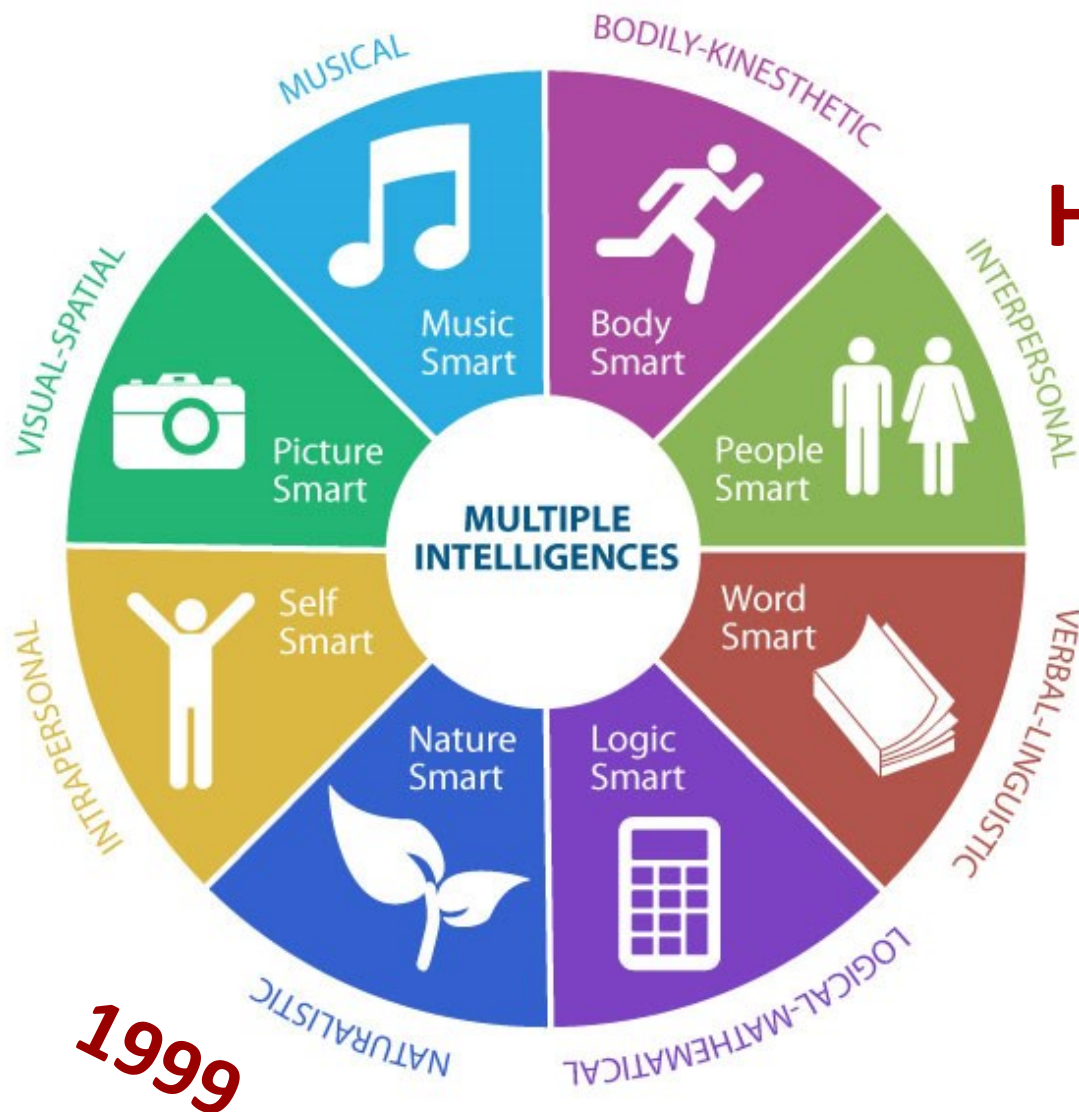 MUSICAL
BODILY-KINESTHETIC
H
VISUAL-SPATIAL
INTERPERSONAL
Music
Smart
Body
Smart
Picture
Smart
People
Smart
MULTIPLE
INTELLIGENCES
Self
Smart
Word
Smart
INTRAPERSONAL
VERBAL-LINGUISTIC
Nature
Smart
Logic
Smart
NATURALISTIC
LOGICAL-MATHEMATICAL
1999